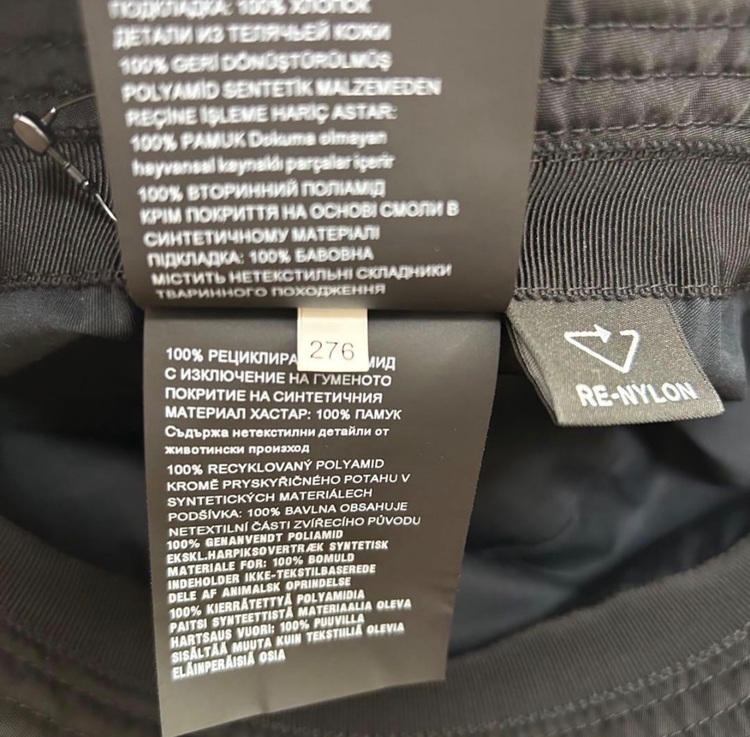 ПОДКЛАДКА: 100% ХЛОПОК
ДЕТАЛИ ИЗ ТЕЛЯЧЬЕЙ КОЖИ
100% GERİ DÖNÜŞTÜRÜLMÜŞ
POLYAMİD SENTETİK MALZEMEDEN
REÇİNE İŞLEME HARİÇ ASTAR:
100% PAMUK Dokuma olmayan
hayvansal kaynaklı parçalar içerir
100% ВТОРИННИЙ ПОЛІАМІД
КРІМ ПОКРИТТЯ НА ОСНОВІ СМОЛИ В
СИНТЕТИЧНОМУ МАТЕРІАЛІ
ПІДКЛАДКА: 100% БАВОВНА
МІСТИТЬ НЕТЕКСТИЛЬНІ СКЛАДНИКИ
ТВАРИННОГО ПОХОДЖЕННЯ
276
100% РЕЦИКЛИРА МИД
С ИЗКЛЮЧЕНИЕ НА ГУМЕНОТО
ПОКРИТИЕ НА СИНТЕТИЧНИЯ
МАТЕРИАЛ ХАСТАР: 100% ПАМУК
Съдържа нетекстилни детайли от
животински произход
100% RECYKLOVANÝ POLYAMID
KROMĚ PRYSKYŘIČNÉHO POTAHU V
SYNTETICKÝCH MATERIÁLECH
PODŠÍVKA: 100% BAVLNA OBSAHUJE
NETEXTILNÍ ČÁSTI ZVÍŘECÍHO PŮVODU
100% GENANVENDT POLIAMID
EKSKL.HARPIKSOVERTRÆK SYNTETISK
MATERIALE FOR: 100% BOMULD
INDEHOLDER IKKE-TEKSTILBASEREDE
DELE AF ANIMALSK OPRINDELSE
100% KIERRÄTETTYÄ POLYAMIDIA
PAITSI SYNTEETTISTÄ MATERIAALIA OLEVA
HARTSAUS VUORI: 100% PUUVILLA
SISÄLTÄÄ MUUTA KUIN TEKSTIILIÄ OLEVIA
ELÄINPERÄISIÄ OSIA
RE-NYLON